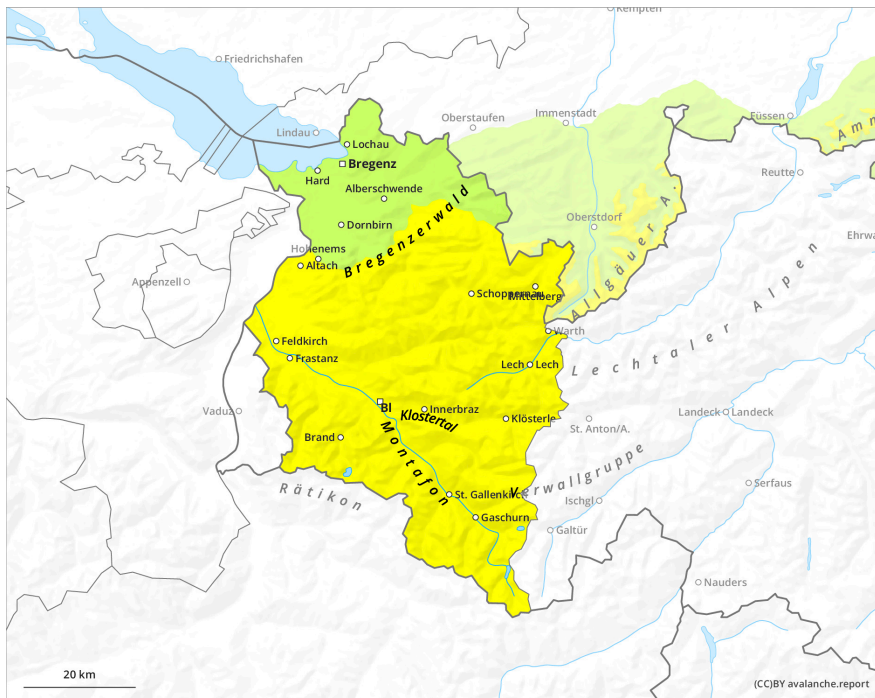 Kempten
Friedrichshafen
Oberstaufen
Immenstadt
Füssen
Lindau
Lochau
Bregenz
Hard
Alberschwende
Reutte
Dornbirn
Oberstdorf
Bregenzerwald
Allgäuer A.
Hohenems
Altach
Appenzell
Schoppernau
Mittelberg
Warth
Feldkirch
Frastanz
Lech
Lech
Lechtaler Alpen
Vaduz
Bl
Innerbraz
Klostertal
Klösterle
St. Anton/A.
Landeck
Landeck
Brand
Montafon
Verwallgruppe
Rätikon
St. Gallenkirch
Ischgl
Serfaus
Gaschurn
Galtür
Nauders
20 km
(CC)BY avalanche.report